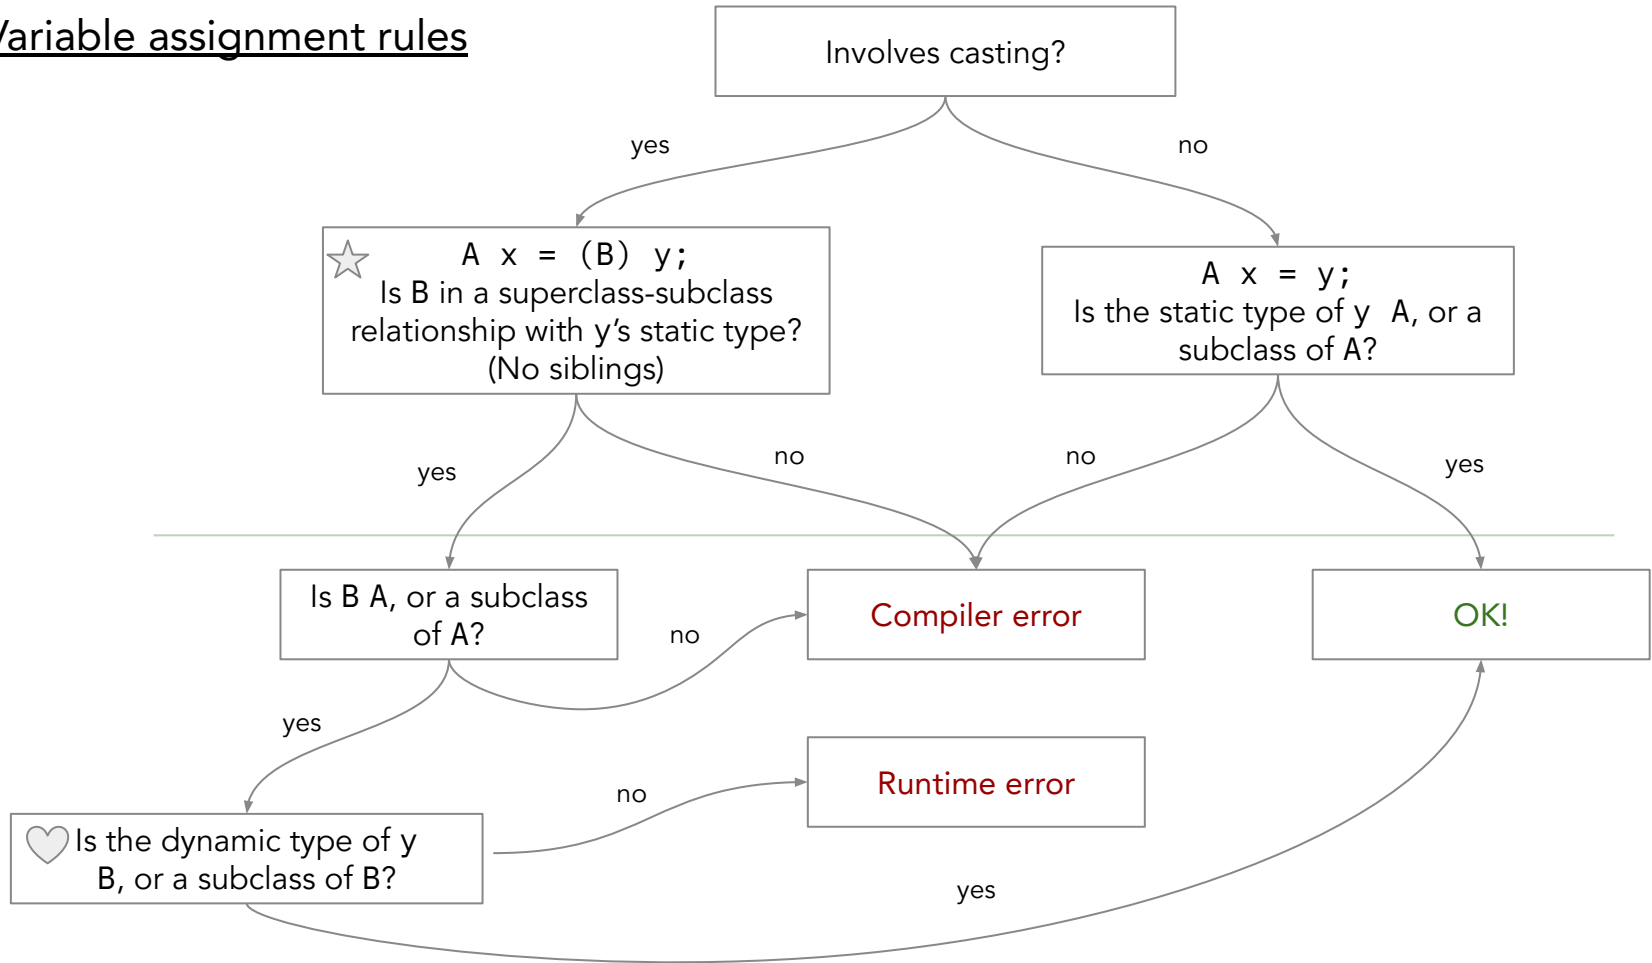 Variable assignment rules
Involves casting?
yes
no
A x = (B) y;
Is B in a superclass-subclass
relationship with y's static type?
(No siblings)
A x = y;
Is the static type of y A, or a
subclass of A?
yes
no
no
yes
Is B A, or a subclass
of A?
no
Compiler error
OK!
yes
no
Runtime error
Is the dynamic type of y
B, or a subclass of B?
yes